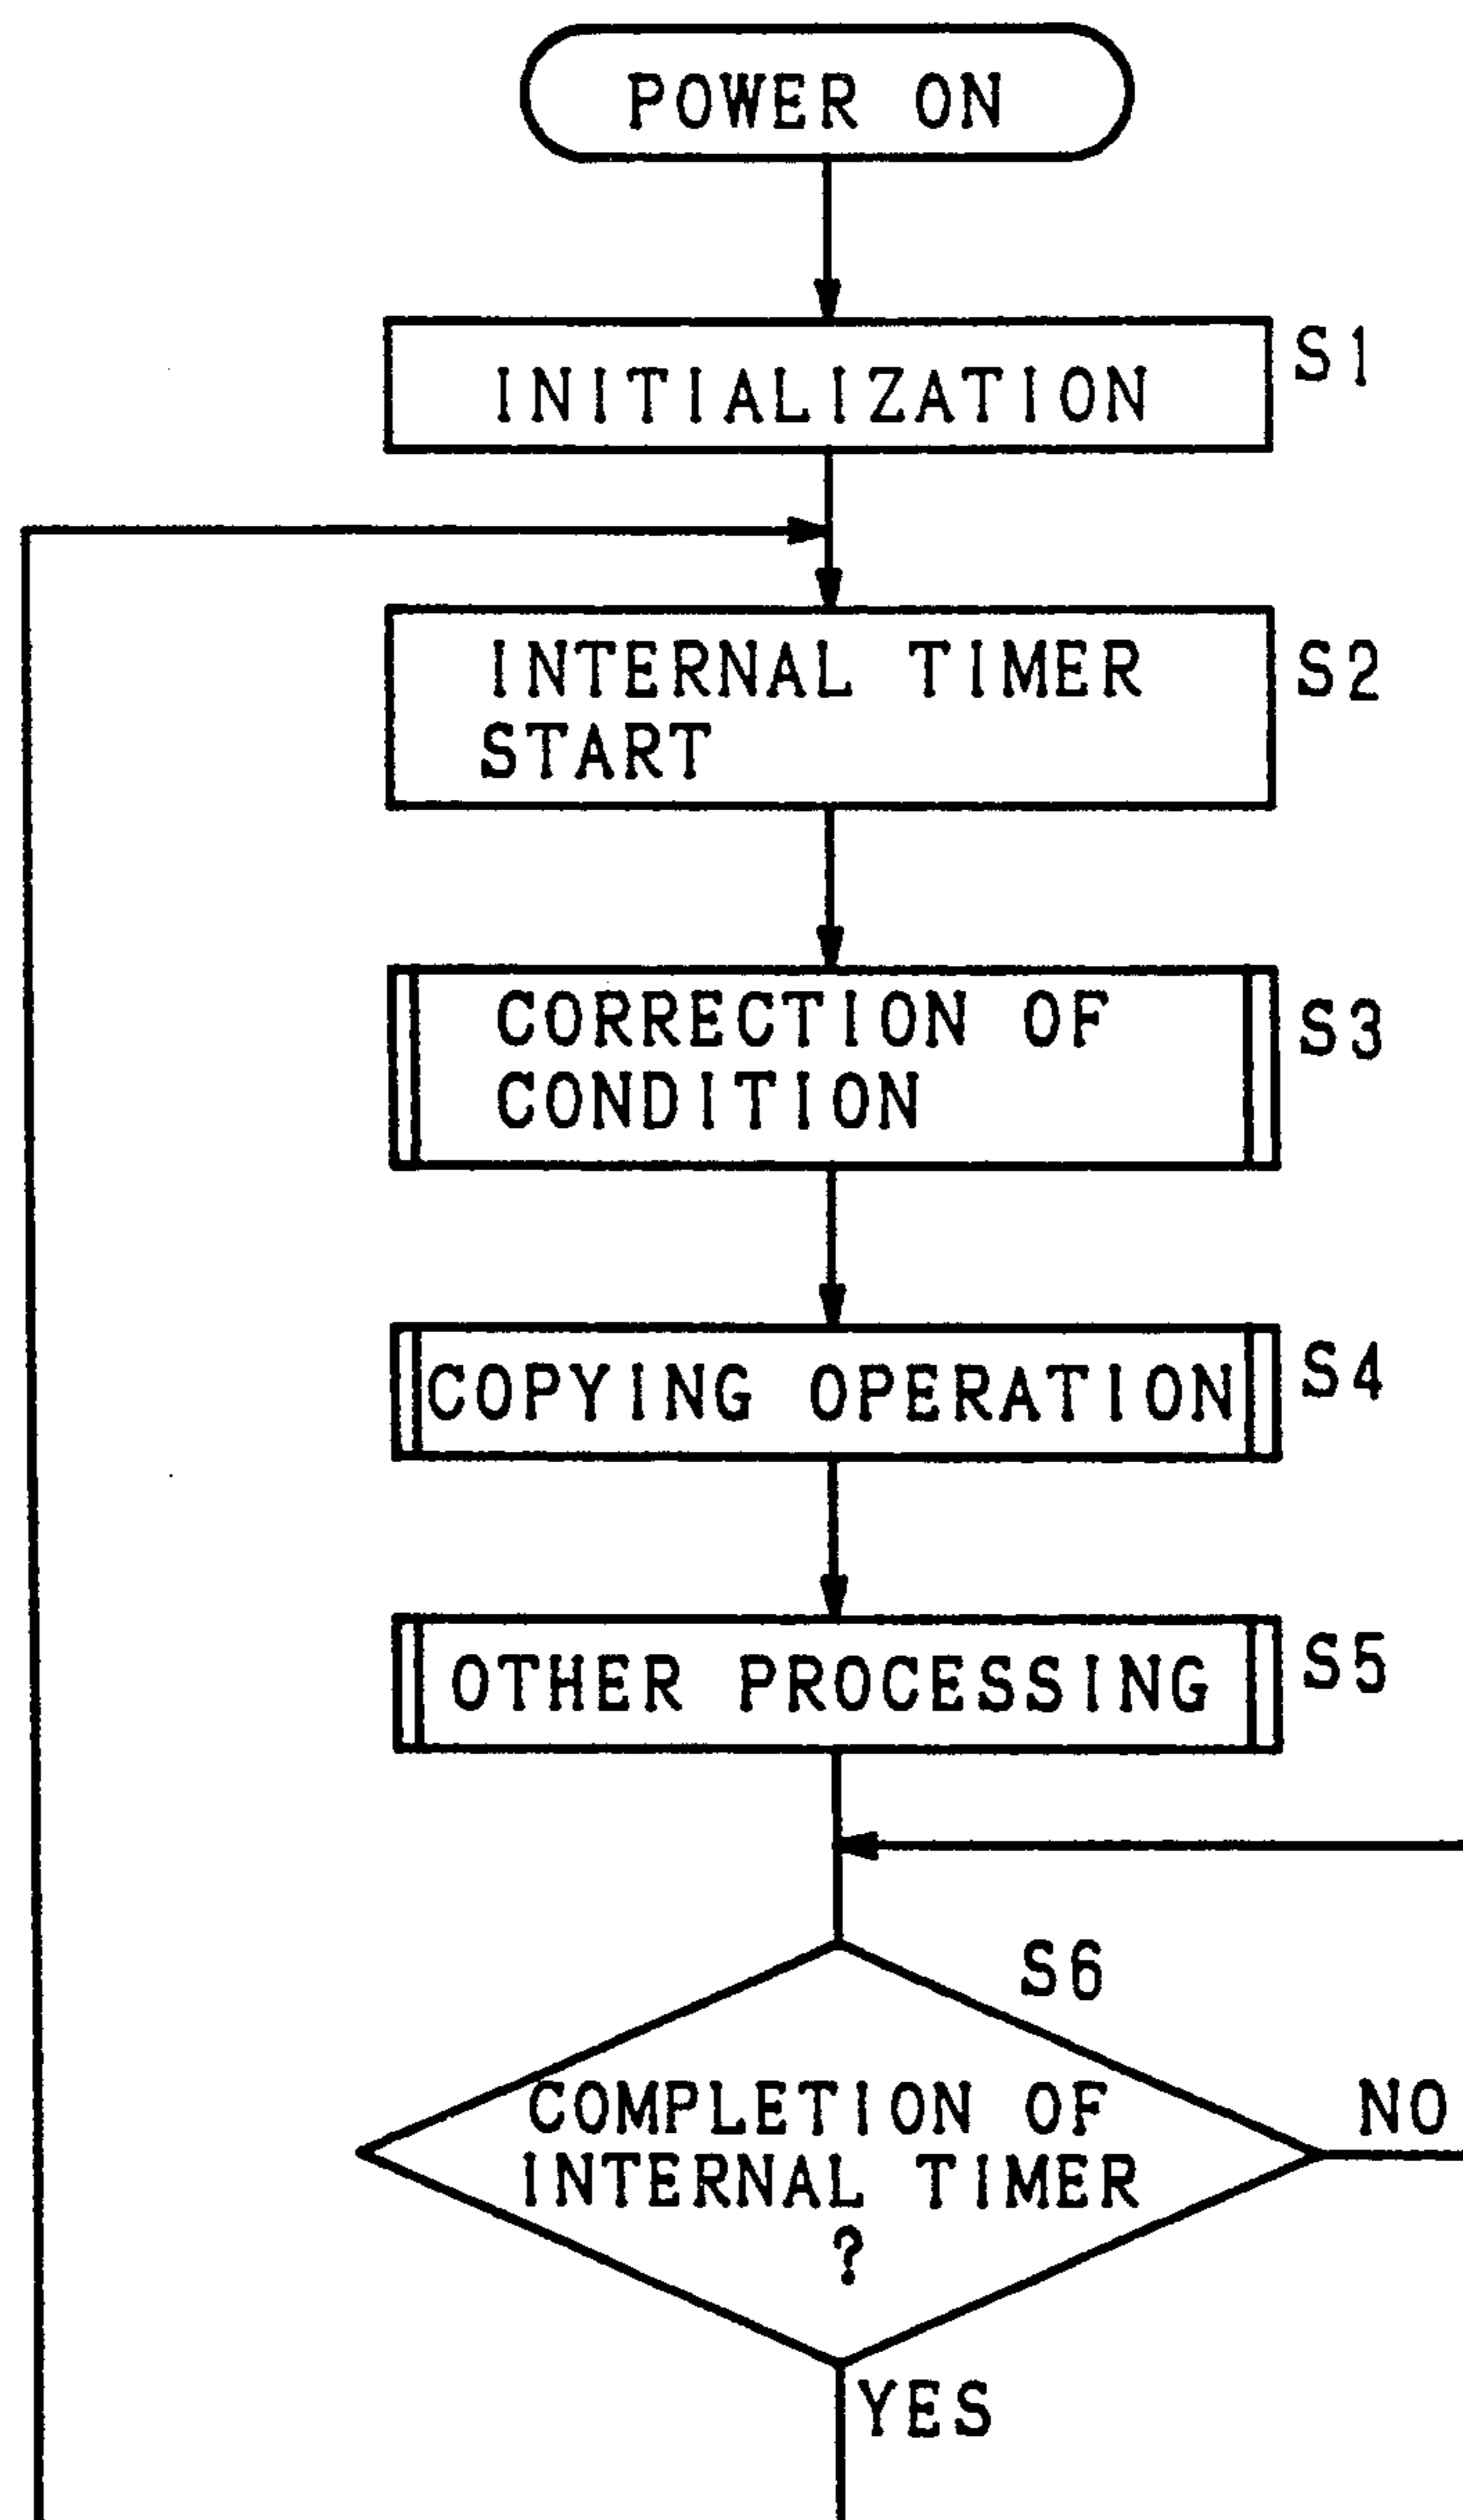 POWER ON
INITIALIZATION
S1
INTERNAL TIMER
START
S2
CORRECTION OF
CONDITION
S3
COPYING OPERATION
S4
OTHER PROCESSING
S5
S6
COMPLETION OF
INTERNAL TIMER
?
NO
YES